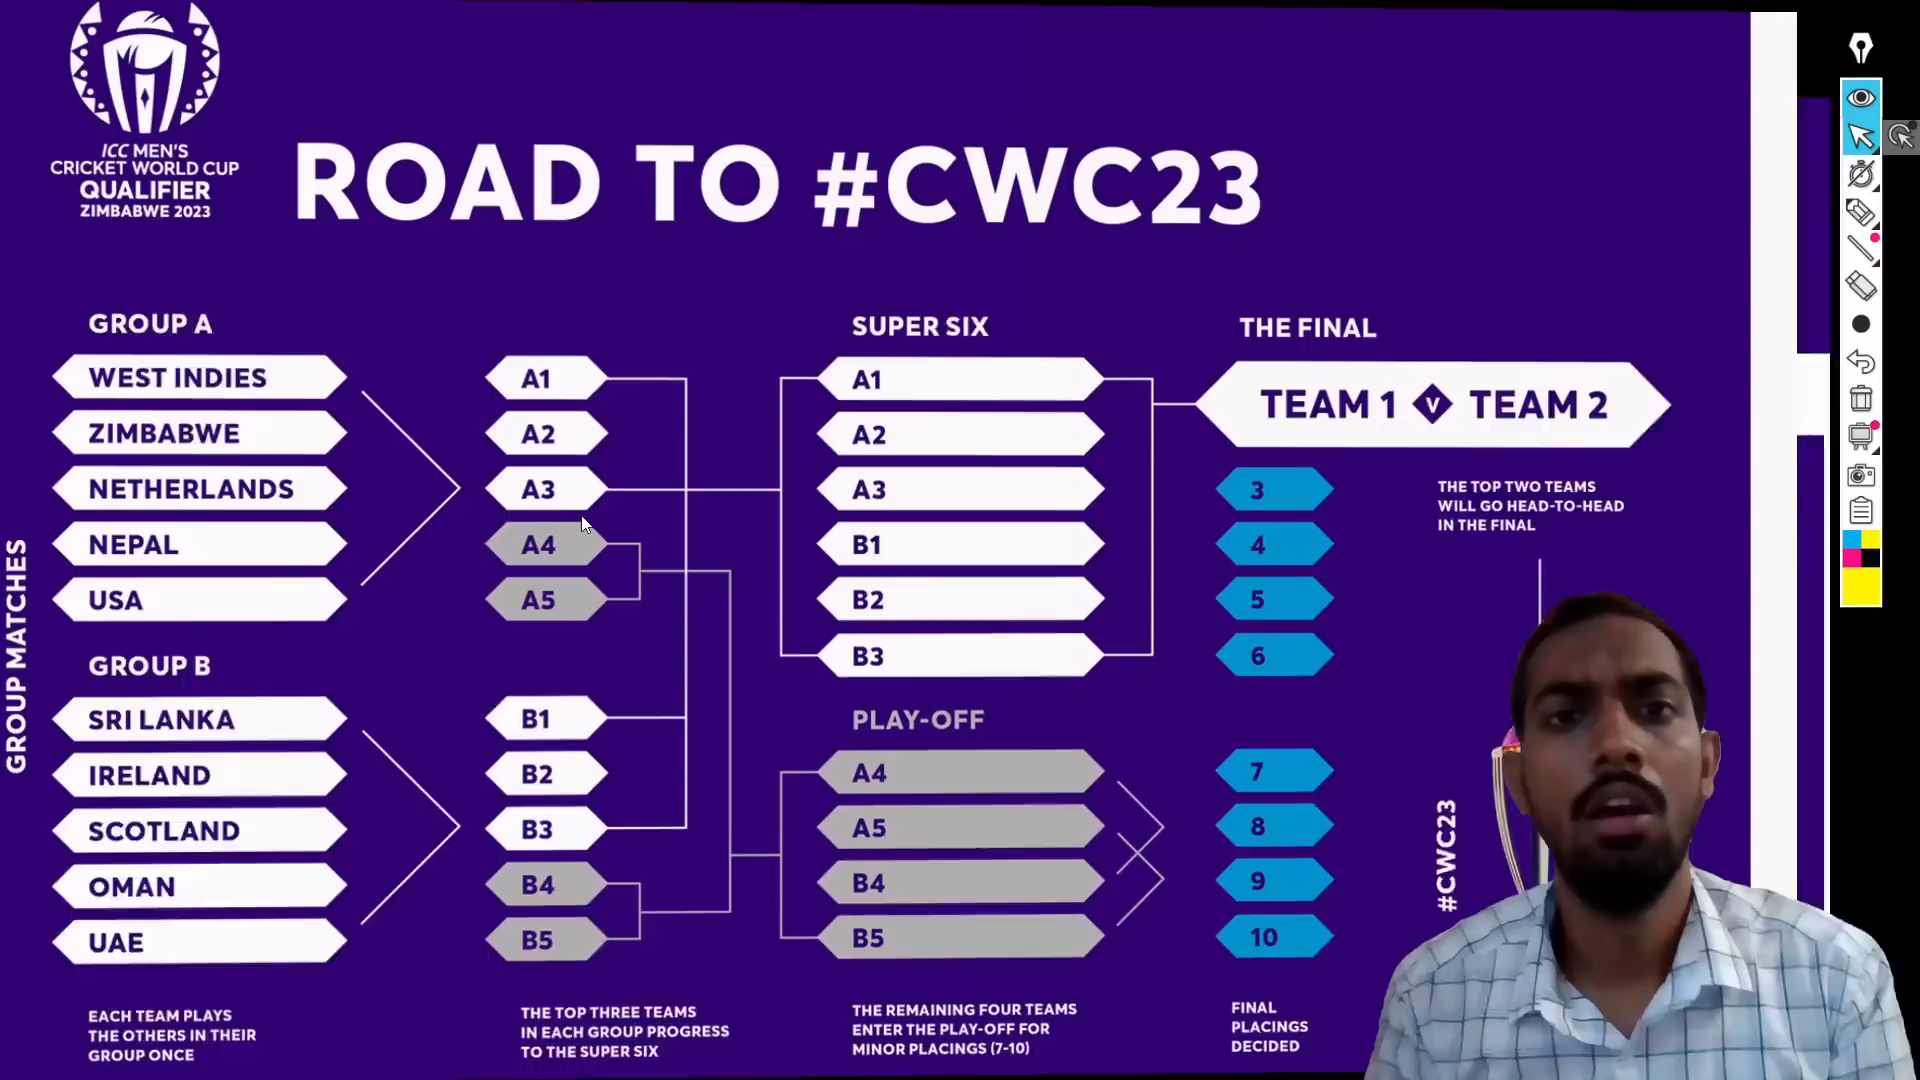 ICC MEN'S
CRICKET WORLD CUP
QUALIFIER
ZIMBABWE 2023
ROAD TO #CWC23
GROUP MATCHES
GROUP A
WEST INDIES
ZIMBABWE
NETHERLANDS
NEPAL
USA
GROUP B
SRI LANKA
IRELAND
SCOTLAND
OMAN
UAE
EACH TEAM PLAYS
THE OTHERS IN THEIR
GROUP ONCE
A1
A2
A3
A4
A5
B1
B2
B3
B4
B5
THE TOP THREE TEAMS
IN EACH GROUP PROGRESS
TO THE SUPER SIX
SUPER SIX
A1
A2
A3
B1
B2
B3
PLAY-OFF
A4
A5
B4
B5
THE REMAINING FOUR TEAMS
ENTER THE PLAY-OFF FOR
MINOR PLACINGS (7-10)
THE FINAL
TEAM 1 V TEAM 2
3
4
5
6
7
8
9
10
FINAL
PLACINGS
DECIDED
THE TOP TWO TEAMS
WILL GO HEAD-TO-HEAD
IN THE FINAL
#CWC23